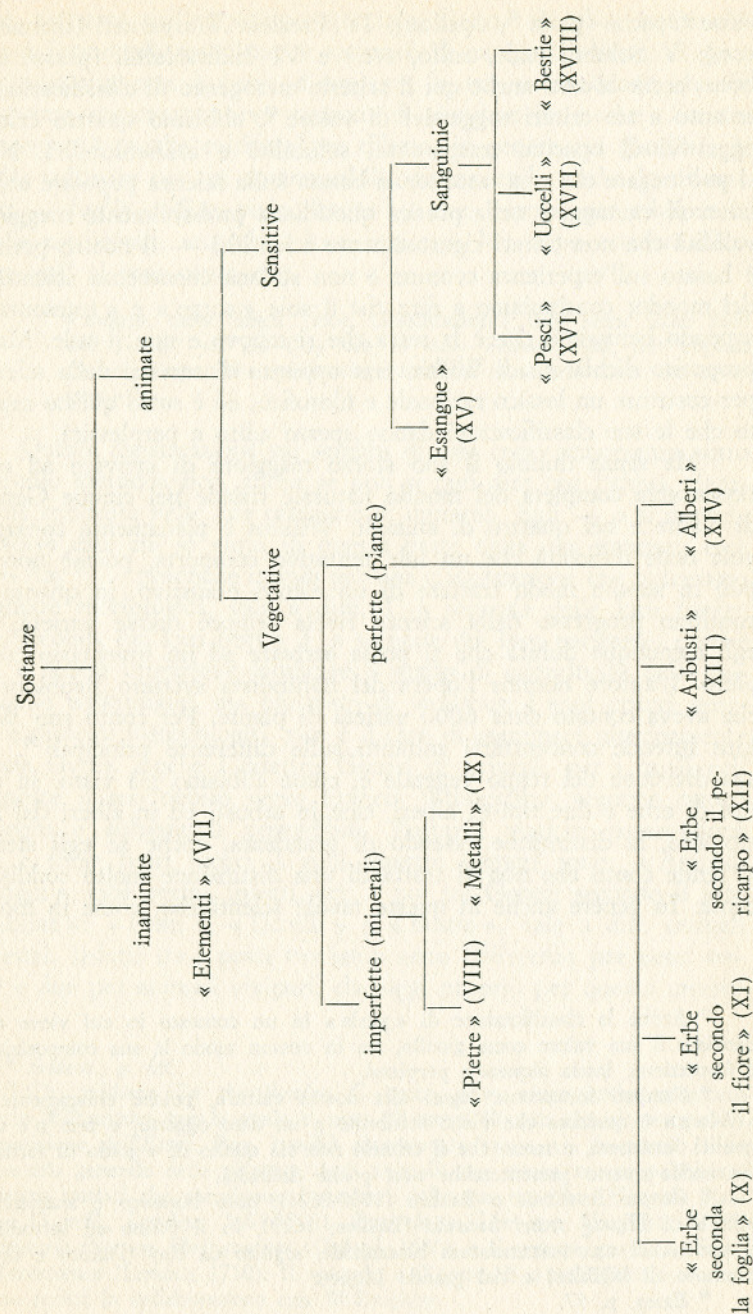 Sostanze
inaminate
animate
« Elementi » (VII)
Vegetative
Sensitive
imperfette (minerali)
perfette (piante)
« Esangue »
(XV)
Sanguinie
« Pietre » (VIII)
« Metalli » (IX)
« Pesci »
(XVI)
« Uccelli »
(XVII)
« Bestie »
(XVIII)
« Erbe
seconda
la foglia » (X)
« Erbe
secondo
il fiore » (XI)
« Erbe
secondo il pe-
ricarpo » (XII)
« Arbusti »
(XIII)
« Alberi »
(XIV)